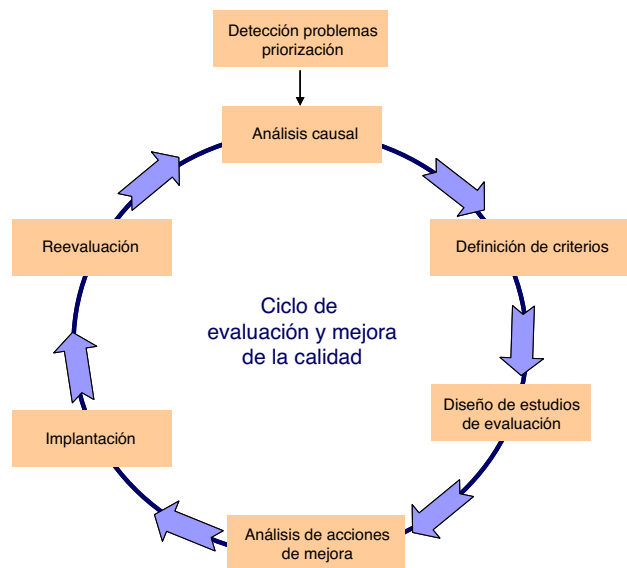 Detección problemas
priorización
Análisis causal
Definición de criterios
Diseño de estudios
de evaluación
Análisis de acciones
de mejora
Implantación
Reevaluación
Ciclo de
evaluación y mejora
de la calidad